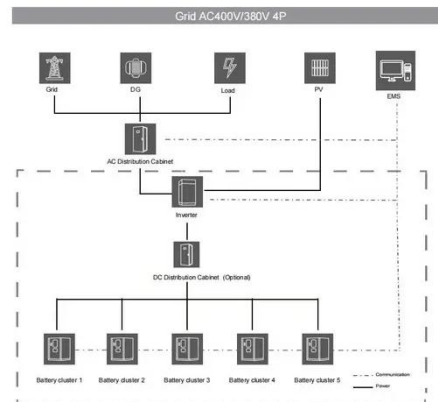 Grid AC400V/380V 4P
Grid
DG
Load
PV
EMS
AC Distribution Cabinet
Inverter
DC Distribution Cabinet (Optional)
Battery cluster 1
Battery cluster 2
Battery cluster 3
Battery cluster 4
Battery cluster 5
Communication
Power